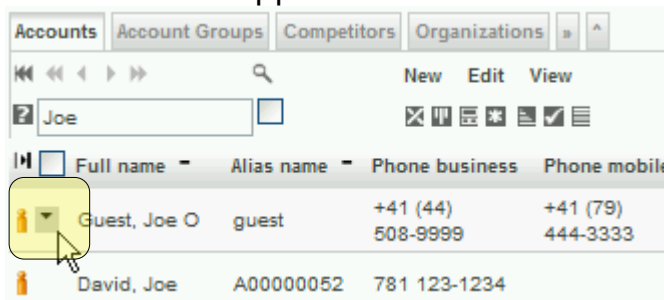 Accounts Account Groups Competitors Organizations » ^
New Edit View
? Joe
Full name Alias name Phone business Phone mobile
Guest, Joe O guest +41 (44) 508-9999 +41 (79) 444-3333
David, Joe A00000052 781 123-1234